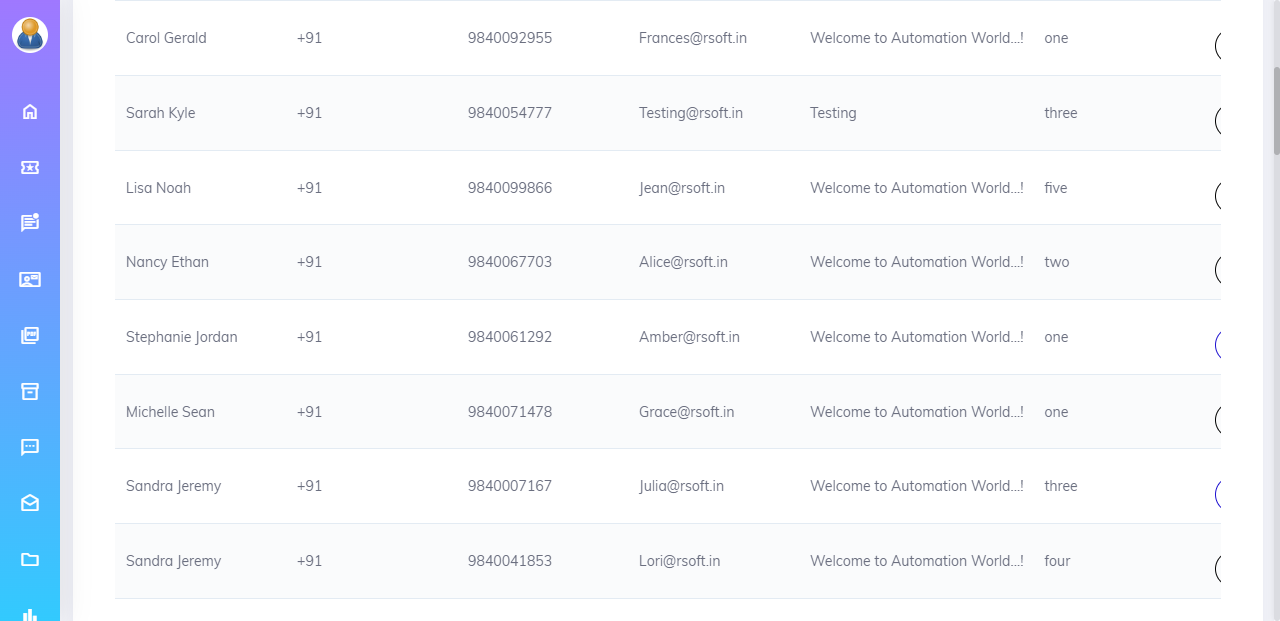 Carol Gerald +91 9840092955 Frances@rsoft.in Welcome to Automation World...! one
Sarah Kyle +91 9840054777 Testing@rsoft.in Testing three
Lisa Noah +91 9840099866 Jean@rsoft.in Welcome to Automation World...! five
Nancy Ethan +91 9840067703 Alice@rsoft.in Welcome to Automation World...! two
Stephanie Jordan +91 9840061292 Amber@rsoft.in Welcome to Automation World...! one
Michelle Sean +91 9840071478 Grace@rsoft.in Welcome to Automation World...! one
Sandra Jeremy +91 9840007167 Julia@rsoft.in Welcome to Automation World...! three
Sandra Jeremy +91 9840041853 Lori@rsoft.in Welcome to Automation World...! four